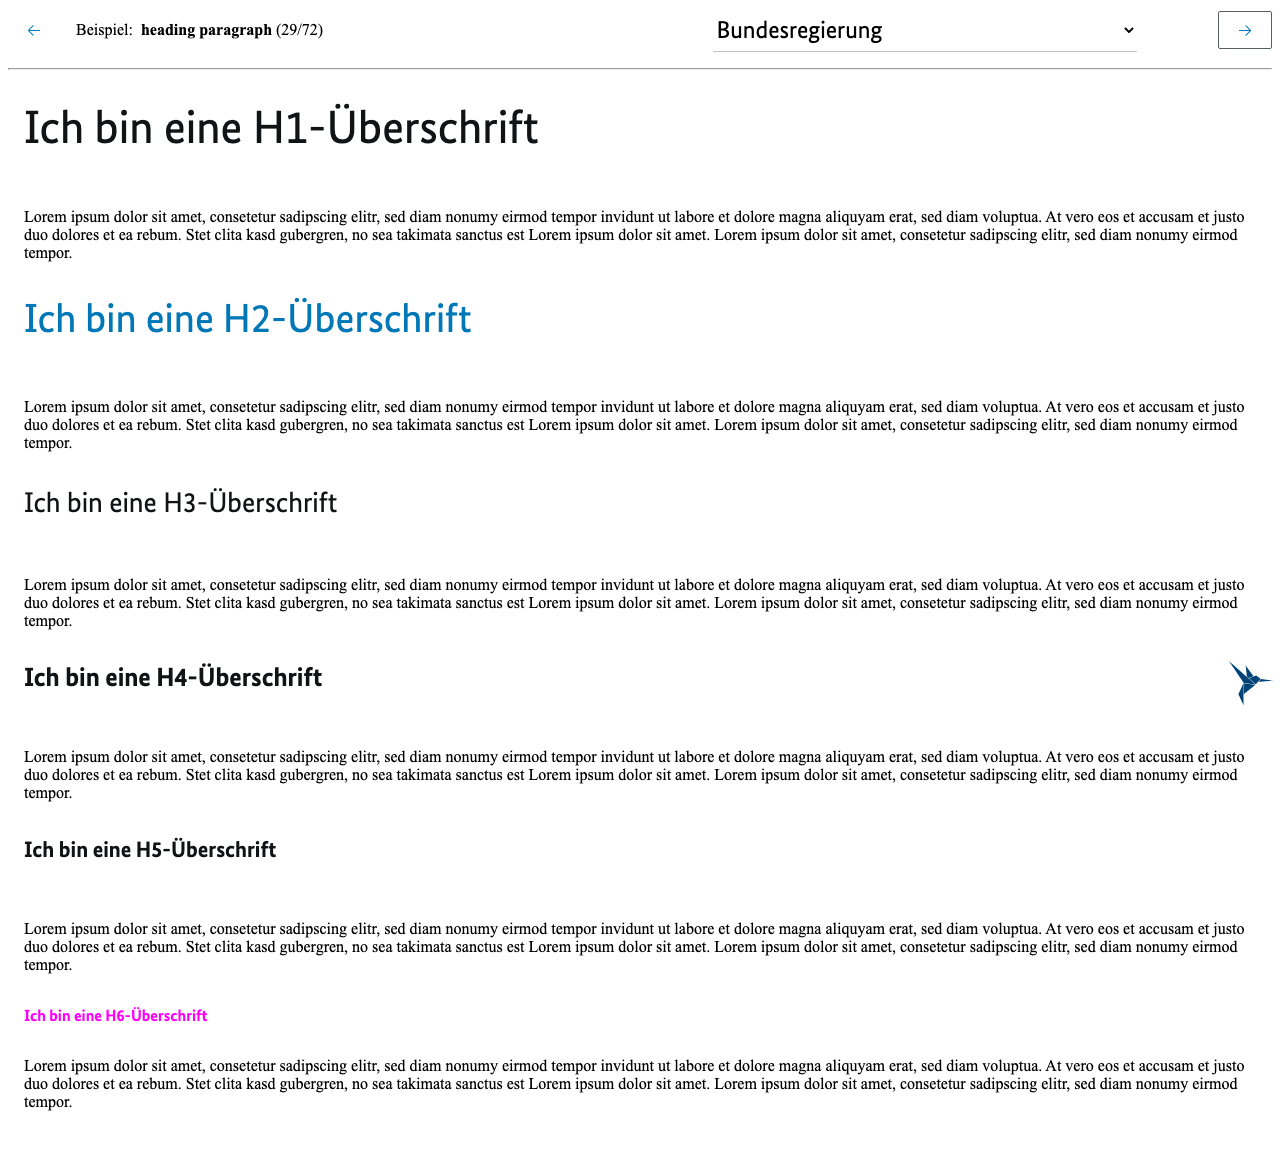 ← Beispiel: heading paragraph (29/72) Bundesregierung →
Ich bin eine H1-Überschrift
Lorem ipsum dolor sit amet, consetetur sadipscing elitr, sed diam nonumy eirmod tempor invidunt ut labore et dolore magna aliquyam erat, sed diam voluptua. At vero eos et accusam et justo
duo dolores et ea rebum. Stet clita kasd gubergren, no sea takimata sanctus est Lorem ipsum dolor sit amet. Lorem ipsum dolor sit amet, consetetur sadipscing elitr, sed diam nonumy eirmod
tempor.
Ich bin eine H2-Überschrift
Lorem ipsum dolor sit amet, consetetur sadipscing elitr, sed diam nonumy eirmod tempor invidunt ut labore et dolore magna aliquyam erat, sed diam voluptua. At vero eos et accusam et justo
duo dolores et ea rebum. Stet clita kasd gubergren, no sea takimata sanctus est Lorem ipsum dolor sit amet. Lorem ipsum dolor sit amet, consetetur sadipscing elitr, sed diam nonumy eirmod
tempor.
Ich bin eine H3-Überschrift
Lorem ipsum dolor sit amet, consetetur sadipscing elitr, sed diam nonumy eirmod tempor invidunt ut labore et dolore magna aliquyam erat, sed diam voluptua. At vero eos et accusam et justo
duo dolores et ea rebum. Stet clita kasd gubergren, no sea takimata sanctus est Lorem ipsum dolor sit amet. Lorem ipsum dolor sit amet, consetetur sadipscing elitr, sed diam nonumy eirmod
tempor.
Ich bin eine H4-Überschrift
Lorem ipsum dolor sit amet, consetetur sadipscing elitr, sed diam nonumy eirmod tempor invidunt ut labore et dolore magna aliquyam erat, sed diam voluptua. At vero eos et accusam et justo
duo dolores et ea rebum. Stet clita kasd gubergren, no sea takimata sanctus est Lorem ipsum dolor sit amet. Lorem ipsum dolor sit amet, consetetur sadipscing elitr, sed diam nonumy eirmod
tempor.
Ich bin eine H5-Überschrift
Lorem ipsum dolor sit amet, consetetur sadipscing elitr, sed diam nonumy eirmod tempor invidunt ut labore et dolore magna aliquyam erat, sed diam voluptua. At vero eos et accusam et justo
duo dolores et ea rebum. Stet clita kasd gubergren, no sea takimata sanctus est Lorem ipsum dolor sit amet. Lorem ipsum dolor sit amet, consetetur sadipscing elitr, sed diam nonumy eirmod
tempor.
Ich bin eine H6-Überschrift
Lorem ipsum dolor sit amet, consetetur sadipscing elitr, sed diam nonumy eirmod tempor invidunt ut labore et dolore magna aliquyam erat, sed diam voluptua. At vero eos et accusam et justo
duo dolores et ea rebum. Stet clita kasd gubergren, no sea takimata sanctus est Lorem ipsum dolor sit amet. Lorem ipsum dolor sit amet, consetetur sadipscing elitr, sed diam nonumy eirmod
tempor.